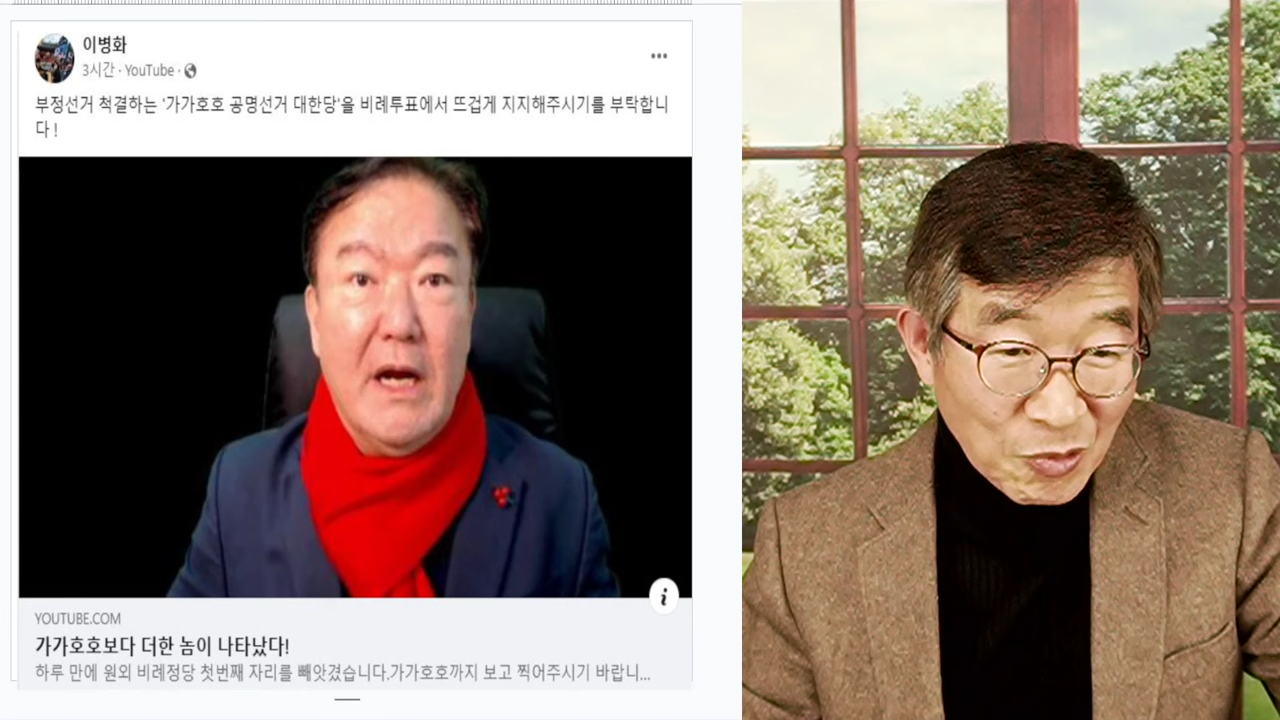 이병화
3시간 · YouTube ·
부정선거 척결하는 '가가호호 공명선거 대한당'을 비례투표에서 뜨겁게 지지해주시기를 부탁합니
다 !
YOUTUBE.COM
가가호호보다 더한 놈이 나타났다!
하루 만에 원외 비례정당 첫번째 자리를 빼앗겼습니다.가가호호까지 보고 찍어주시기 바랍니...